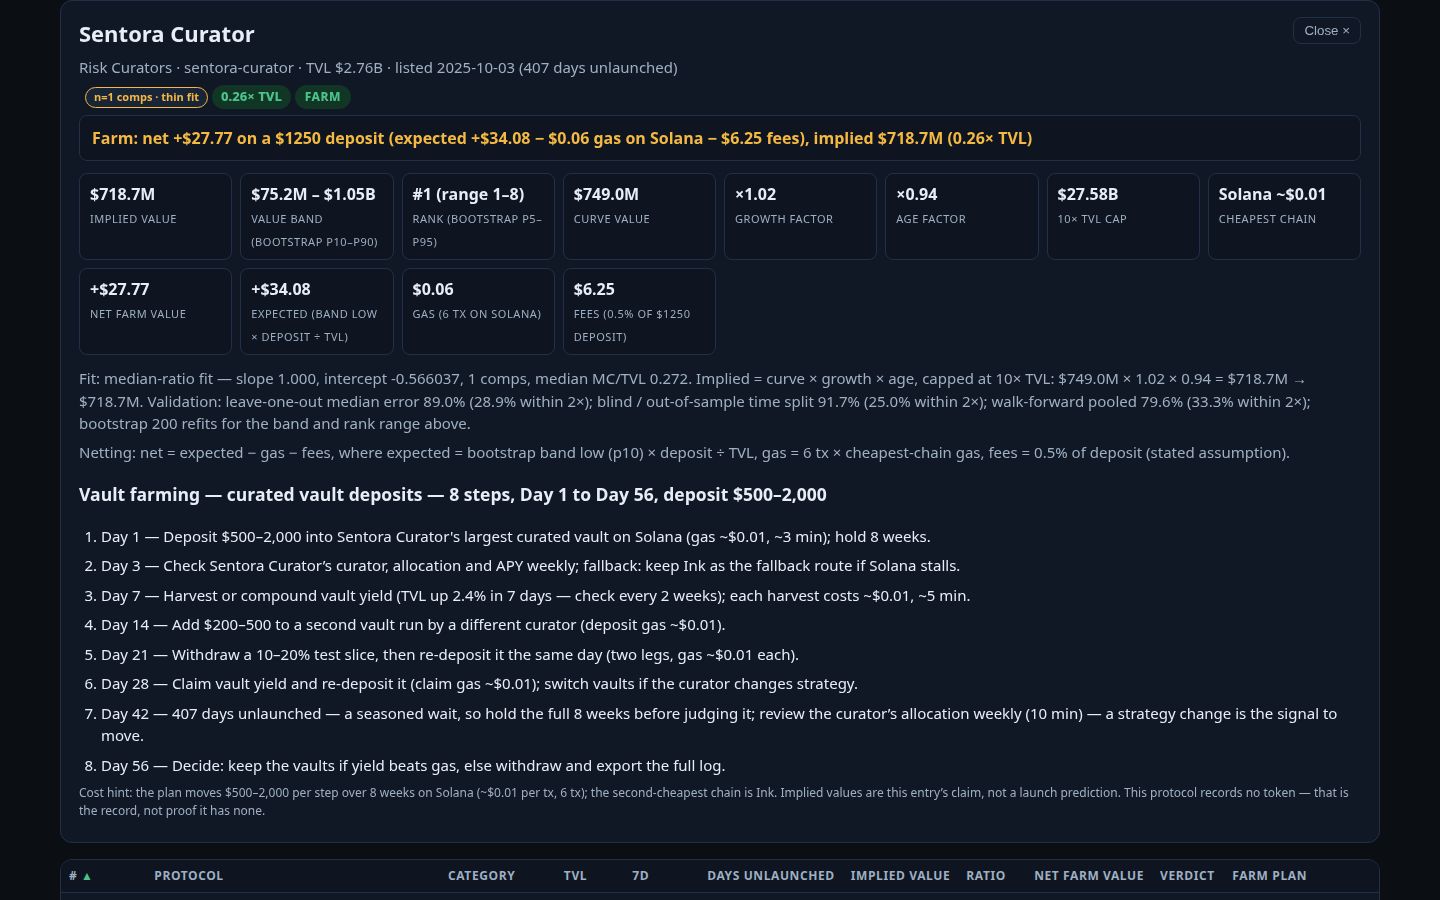 Sentora Curator
Close ×
Risk Curators · sentora-curator · TVL $2.76B · listed 2025-10-03 (407 days unlaunched)
n=1 comps · thin fit
0.26× TVL
FARM
Farm: net +$27.77 on a $1250 deposit (expected +$34.08 − $0.06 gas on Solana − $6.25 fees), implied $718.7M (0.26× TVL)
$718.7M
IMPLIED VALUE
$75.2M – $1.05B
VALUE BAND
(BOOTSTRAP P10–P90)
#1 (range 1–8)
RANK (BOOTSTRAP P5–
P95)
$749.0M
CURVE VALUE
×1.02
GROWTH FACTOR
×0.94
AGE FACTOR
$27.58B
10× TVL CAP
Solana ~$0.01
CHEAPEST CHAIN
+$27.77
NET FARM VALUE
+$34.08
EXPECTED (BAND LOW
× DEPOSIT ÷ TVL)
$0.06
GAS (6 TX ON SOLANA)
$6.25
FEES (0.5% OF $1250
DEPOSIT)
Fit: median-ratio fit — slope 1.000, intercept -0.566037, 1 comps, median MC/TVL 0.272. Implied = curve × growth × age, capped at 10× TVL: $749.0M × 1.02 × 0.94 = $718.7M →
$718.7M. Validation: leave-one-out median error 89.0% (28.9% within 2×); blind / out-of-sample time split 91.7% (25.0% within 2×); walk-forward pooled 79.6% (33.3% within 2×);
bootstrap 200 refits for the band and rank range above.
Netting: net = expected − gas − fees, where expected = bootstrap band low (p10) × deposit ÷ TVL, gas = 6 tx × cheapest-chain gas, fees = 0.5% of deposit (stated assumption).
Vault farming — curated vault deposits — 8 steps, Day 1 to Day 56, deposit $500–2,000
1. Day 1 — Deposit $500–2,000 into Sentora Curator's largest curated vault on Solana (gas ~$0.01, ~3 min); hold 8 weeks.
2. Day 3 — Check Sentora Curator’s curator, allocation and APY weekly; fallback: keep Ink as the fallback route if Solana stalls.
3. Day 7 — Harvest or compound vault yield (TVL up 2.4% in 7 days — check every 2 weeks); each harvest costs ~$0.01, ~5 min.
4. Day 14 — Add $200–500 to a second vault run by a different curator (deposit gas ~$0.01).
5. Day 21 — Withdraw a 10–20% test slice, then re-deposit it the same day (two legs, gas ~$0.01 each).
6. Day 28 — Claim vault yield and re-deposit it (claim gas ~$0.01); switch vaults if the curator changes strategy.
7. Day 42 — 407 days unlaunched — a seasoned wait, so hold the full 8 weeks before judging it; review the curator’s allocation weekly (10 min) — a strategy change is the signal to
move.
8. Day 56 — Decide: keep the vaults if yield beats gas, else withdraw and export the full log.
Cost hint: the plan moves $500–2,000 per step over 8 weeks on Solana (~$0.01 per tx, 6 tx); the second-cheapest chain is Ink. Implied values are this entry’s claim, not a launch prediction. This protocol records no token — that is
the record, not proof it has none.
# ▲ PROTOCOL CATEGORY TVL 7D DAYS UNLAUNCHED IMPLIED VALUE RATIO NET FARM VALUE VERDICT FARM PLAN